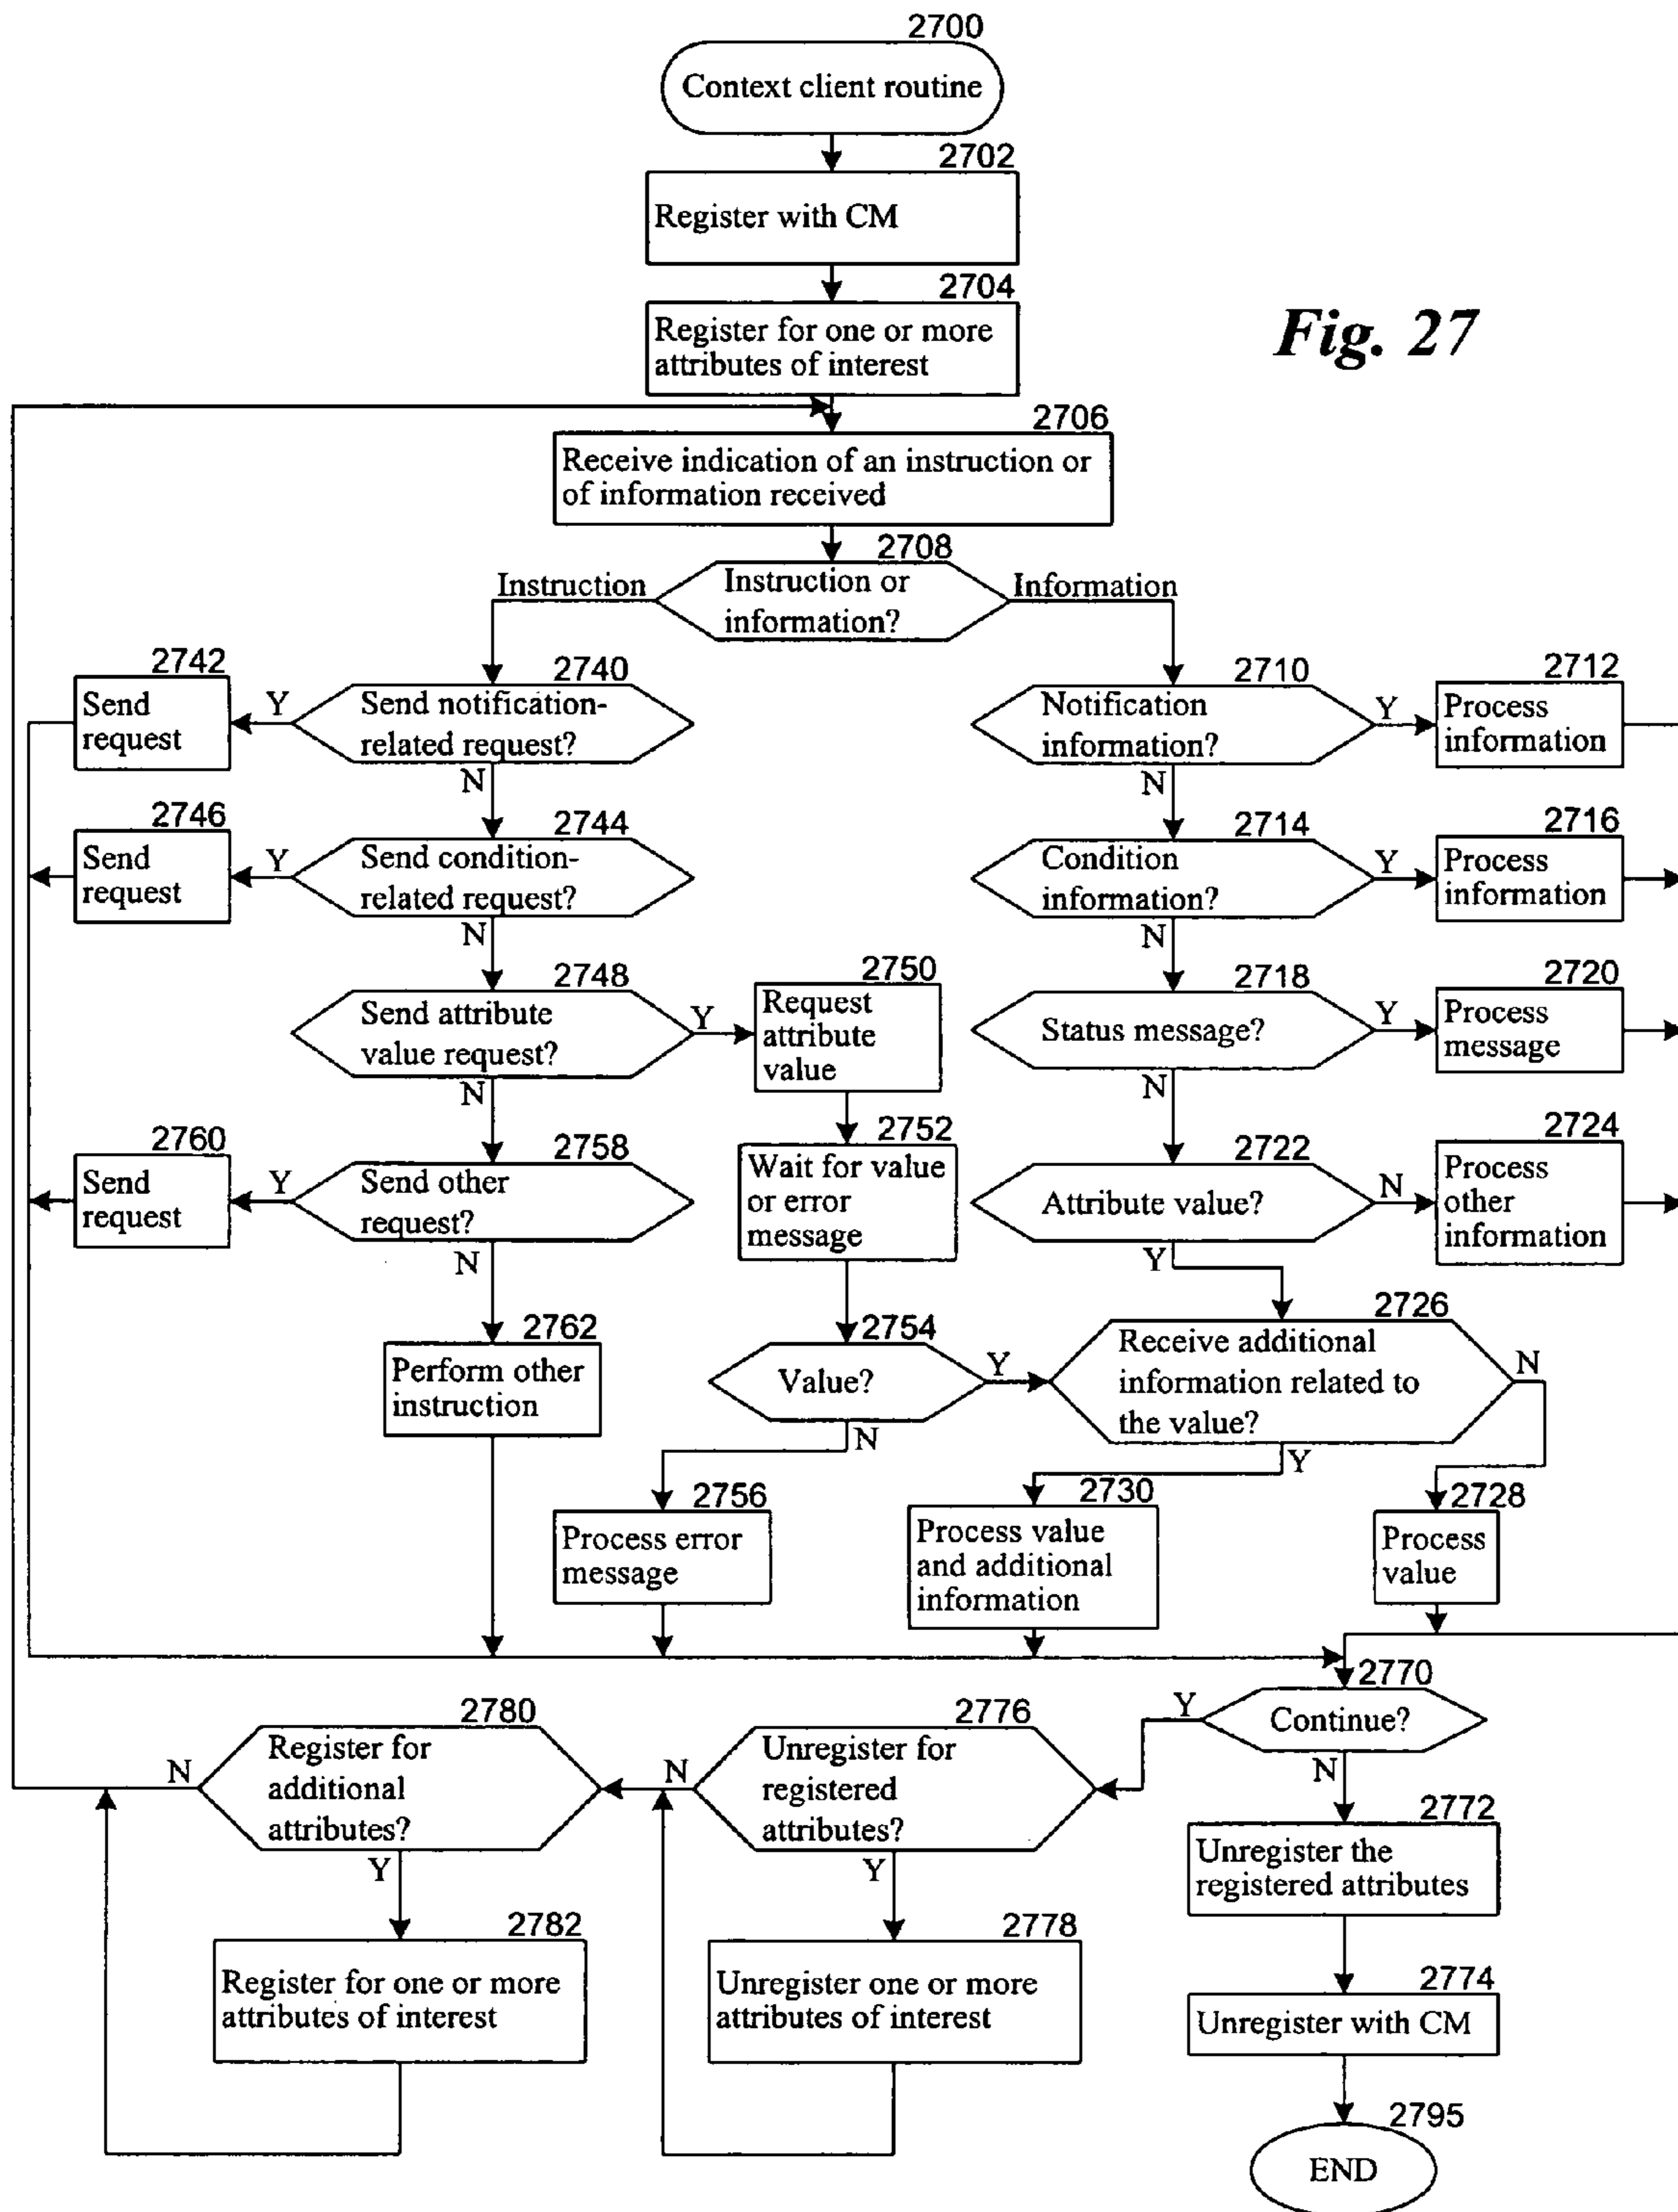 2700
Context client routine
2702
Register with CM
2704
Register for one or more
attributes of interest
Fig. 27
2706
Receive indication of an instruction or
of information received
2708
Instruction
Instruction or
information?
Information
2742
Send
request
Y
2740
Send notification-
related request?
N
2710
Notification
information?
Y
N
2712
Process
information
2746
Send
request
Y
2744
Send condition-
related request?
N
2714
Condition
information?
Y
N
2716
Process
information
2748
Send attribute
value request?
Y
N
2750
Request
attribute
value
2718
Status message?
Y
N
2720
Process
message
2760
Send
request
Y
2758
Send other
request?
N
2752
Wait for value
or error
message
2722
Attribute value?
N
Y
2724
Process
other
information
2762
Perform other
instruction
2754
Value?
Y
N
2726
Receive additional
information related to
the value?
N
Y
2756
Process error
message
2730
Process value
and additional
information
2728
Process
value
2770
Continue?
Y
N
2780
Register for
additional
attributes?
N
Y
2776
Unregister for
registered
attributes?
N
Y
2772
Unregister the
registered attributes
2782
Register for one or more
attributes of interest
2778
Unregister one or more
attributes of interest
2774
Unregister with CM
2795
END